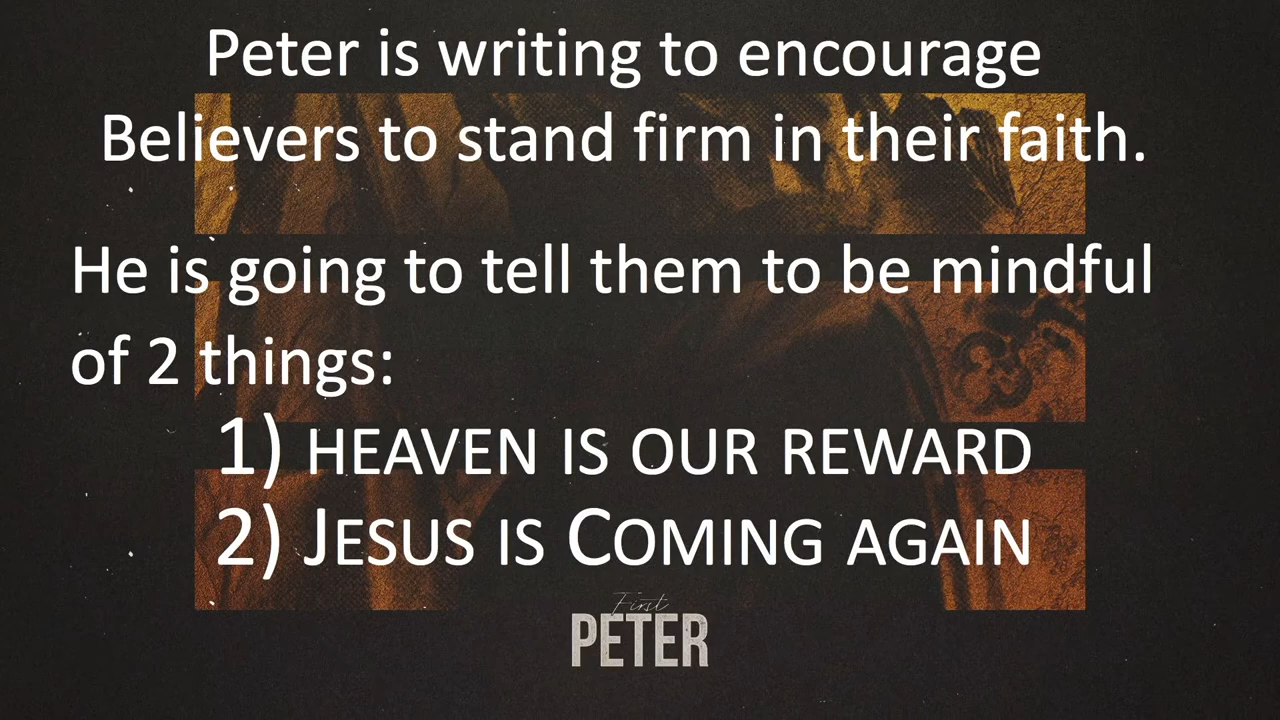 Peter is writing to encourage
Believers to stand firm in their faith.
He is going to tell them to be mindful
of 2 things:
1) HEAVEN IS OUR REWARD
2) JESUS IS COMING AGAIN
First
PETER